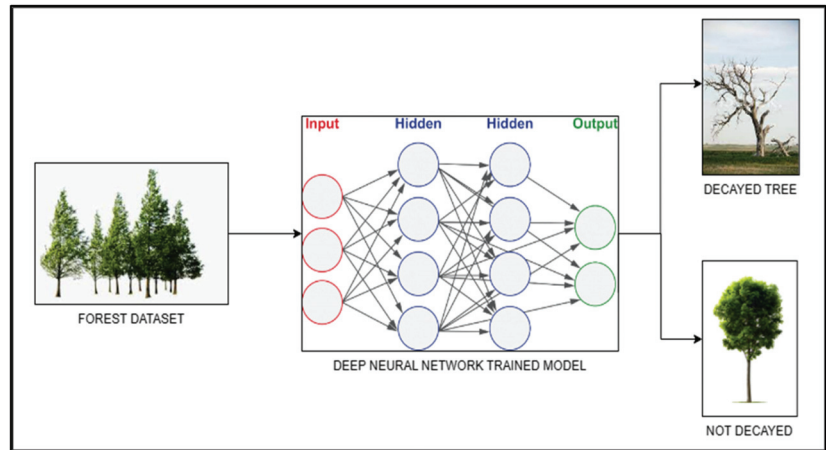 Input
Hidden
Hidden
Output
FOREST DATASET
DEEP NEURAL NETWORK TRAINED MODEL
DECAYED TREE
NOT DECAYED